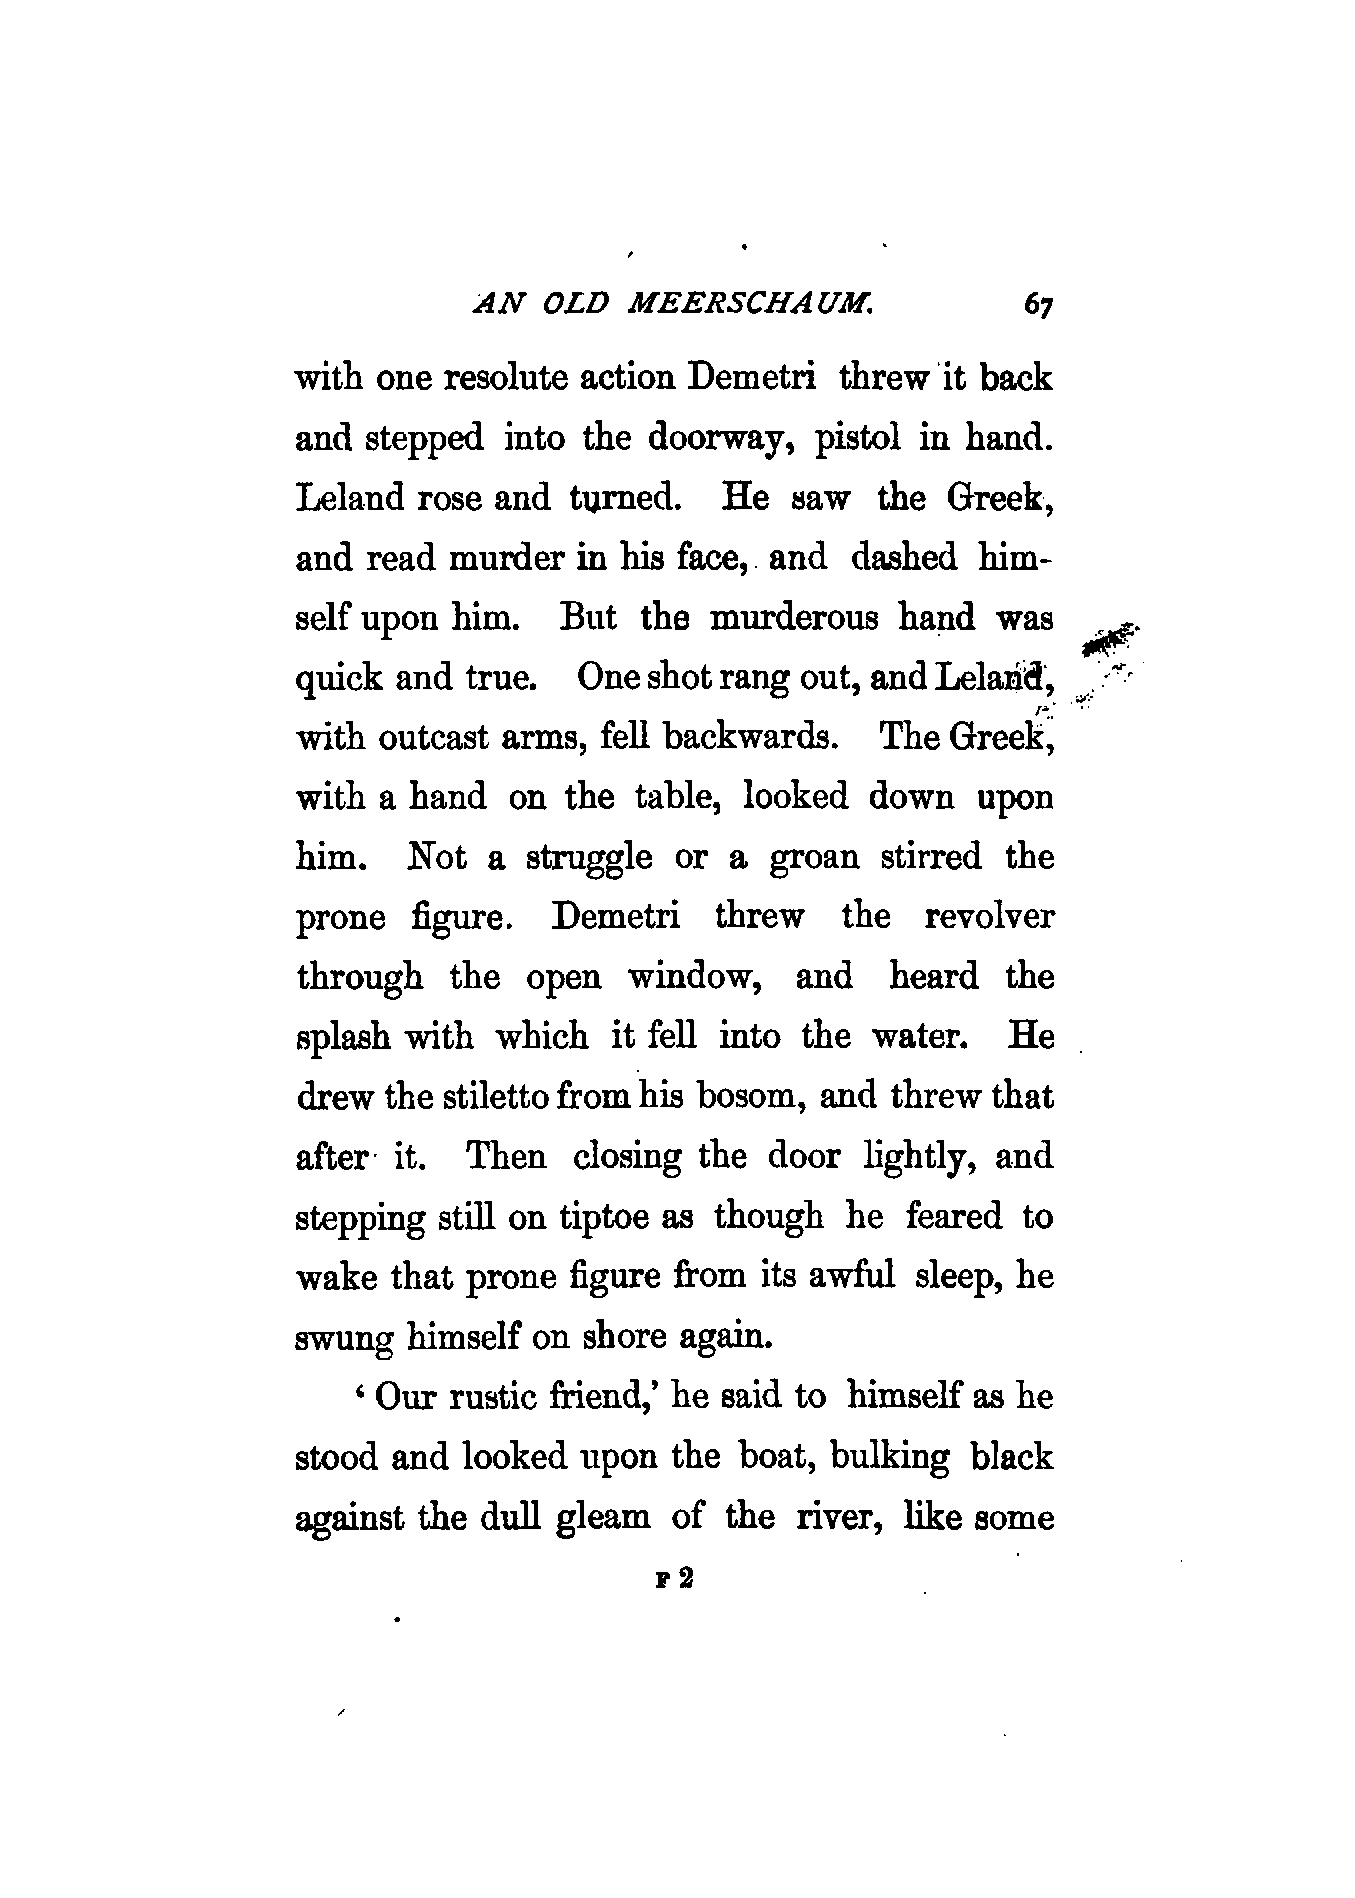 AN OLD MEERSCHAUM. 67
with one resolute action Demetri threw it back
and stepped into the doorway, pistol in hand.
Leland rose and turned. He saw the Greek,
and read murder in his face, and dashed him-
self upon him. But the murderous hand was
quick and true. One shot rang out, and Leland,
with outcast arms, fell backwards. The Greek,
with a hand on the table, looked down upon
him. Not a struggle or a groan stirred the
prone figure. Demetri threw the revolver
through the open window, and heard the
splash with which it fell into the water. He
drew the stiletto from his bosom, and threw that
after it. Then closing the door lightly, and
stepping still on tiptoe as though he feared to
wake that prone figure from its awful sleep, he
swung himself on shore again.
‘ Our rustic friend,’ he said to himself as he
stood and looked upon the boat, bulking black
against the dull gleam of the river, like some
F 2